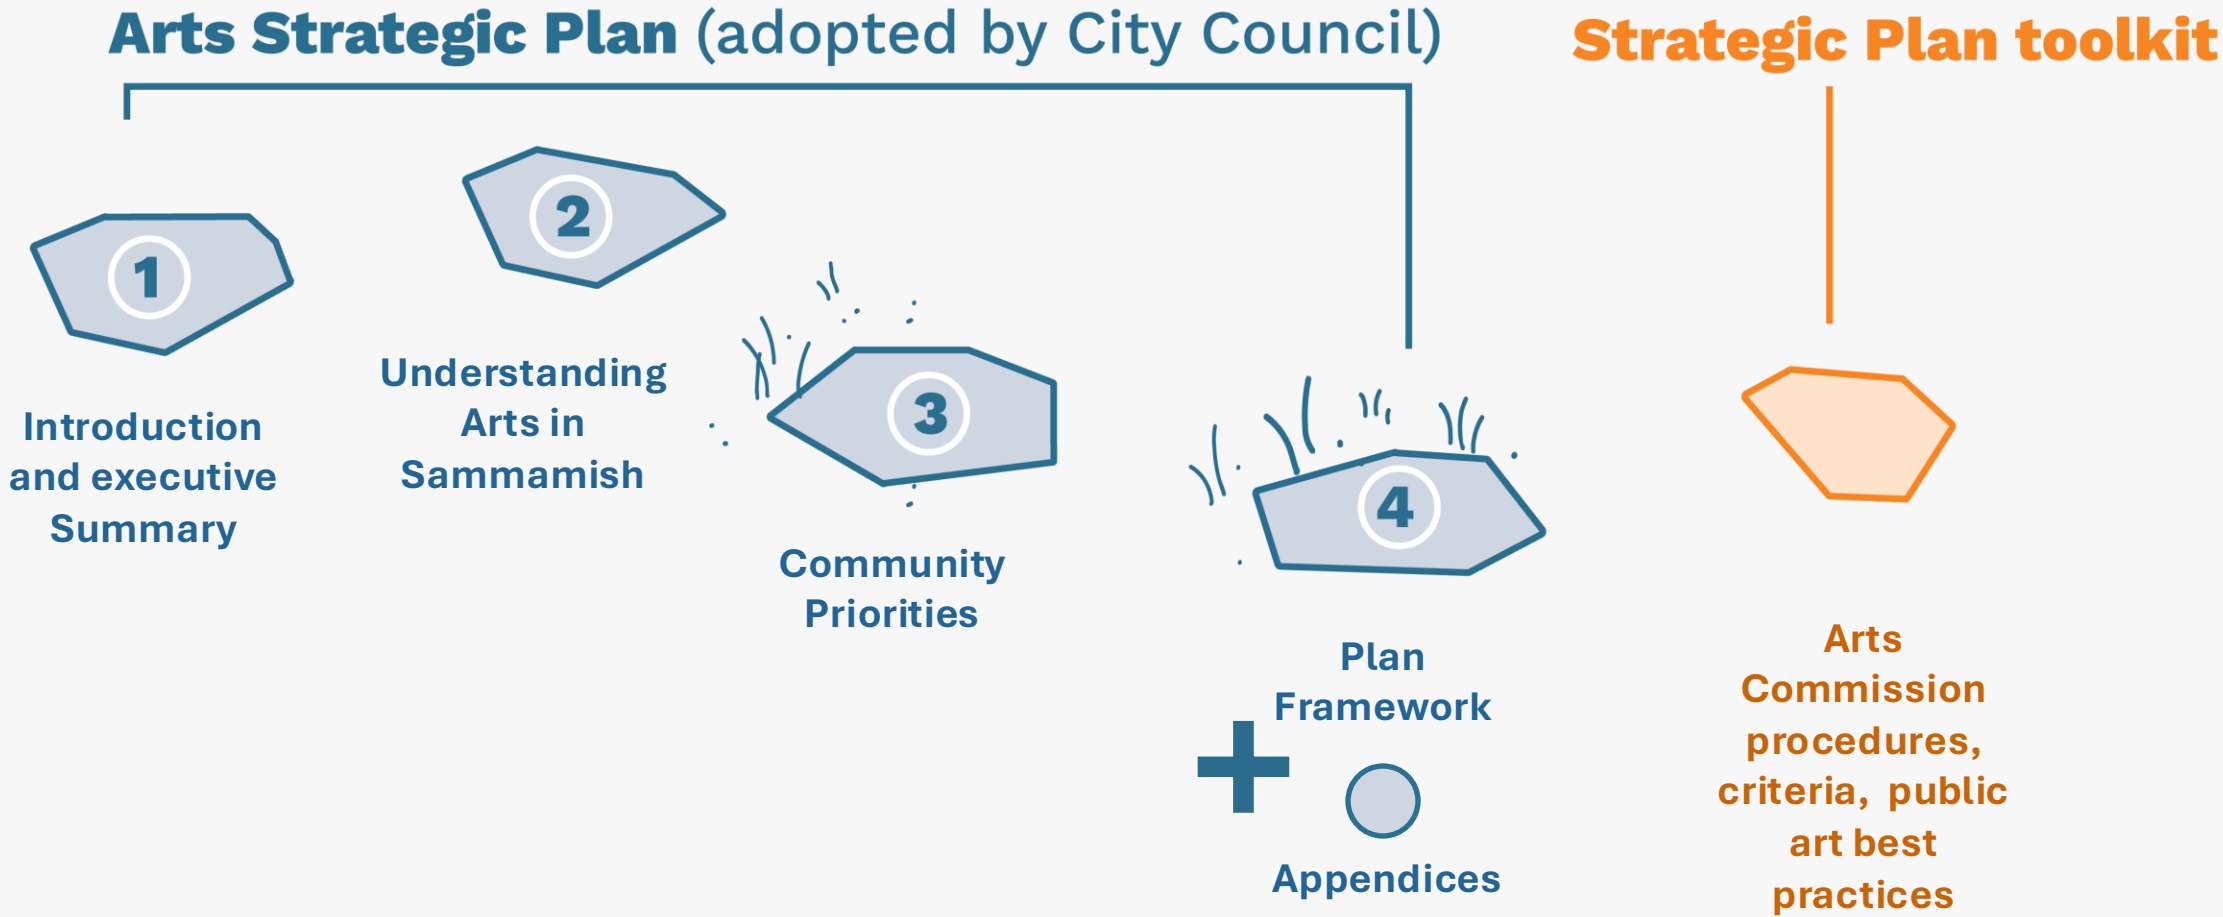 Arts Strategic Plan (adopted by City Council)
Strategic Plan toolkit
1
Introduction
and executive
Summary
2
Understanding
Arts in
Sammamish
3
Community
Priorities
4
Plan
Framework
+
Appendices
Arts
Commission
procedures,
criteria, public
art best
practices